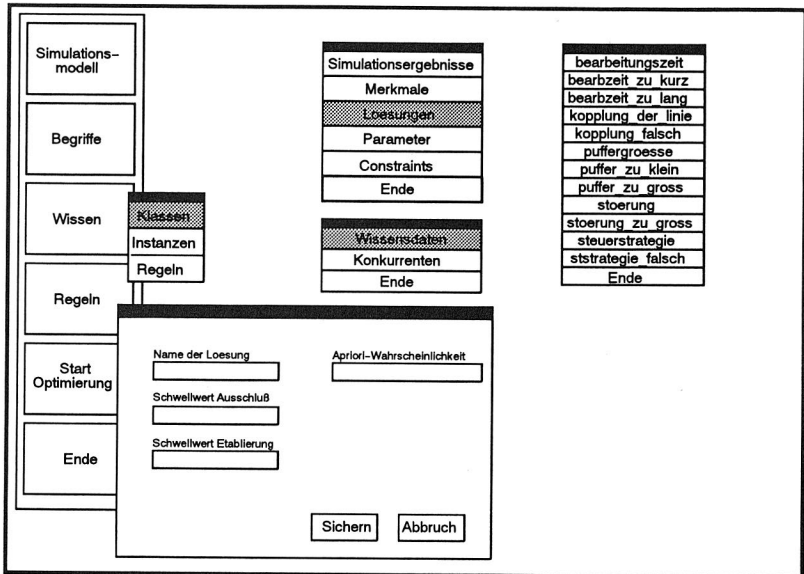 Simulations–
modell
Begriffe
Wissen
Regeln
Start
Optimierung
Ende
Klassen
Instanzen
Regeln
Simulationsergebnisse
Merkmale
Loesungen
Parameter
Constraints
Ende
Wissensdaten
Konkurrenten
Ende
bearbeitungszeit
bearbzeit_zu_kurz
bearbzeit_zu_lang
kopplung_der_linie
kopplung_falsch
puffergroesse
puffer_zu_klein
puffer_zu_gross
stoerung
stoerung_zu_gross
steuerstrategie
ststrategie_falsch
Ende
Name der Loesung
Apriori–Wahrscheinlichkeit
Schwellwert Ausschluß
Schwellwert Etablierung
Sichern
Abbruch